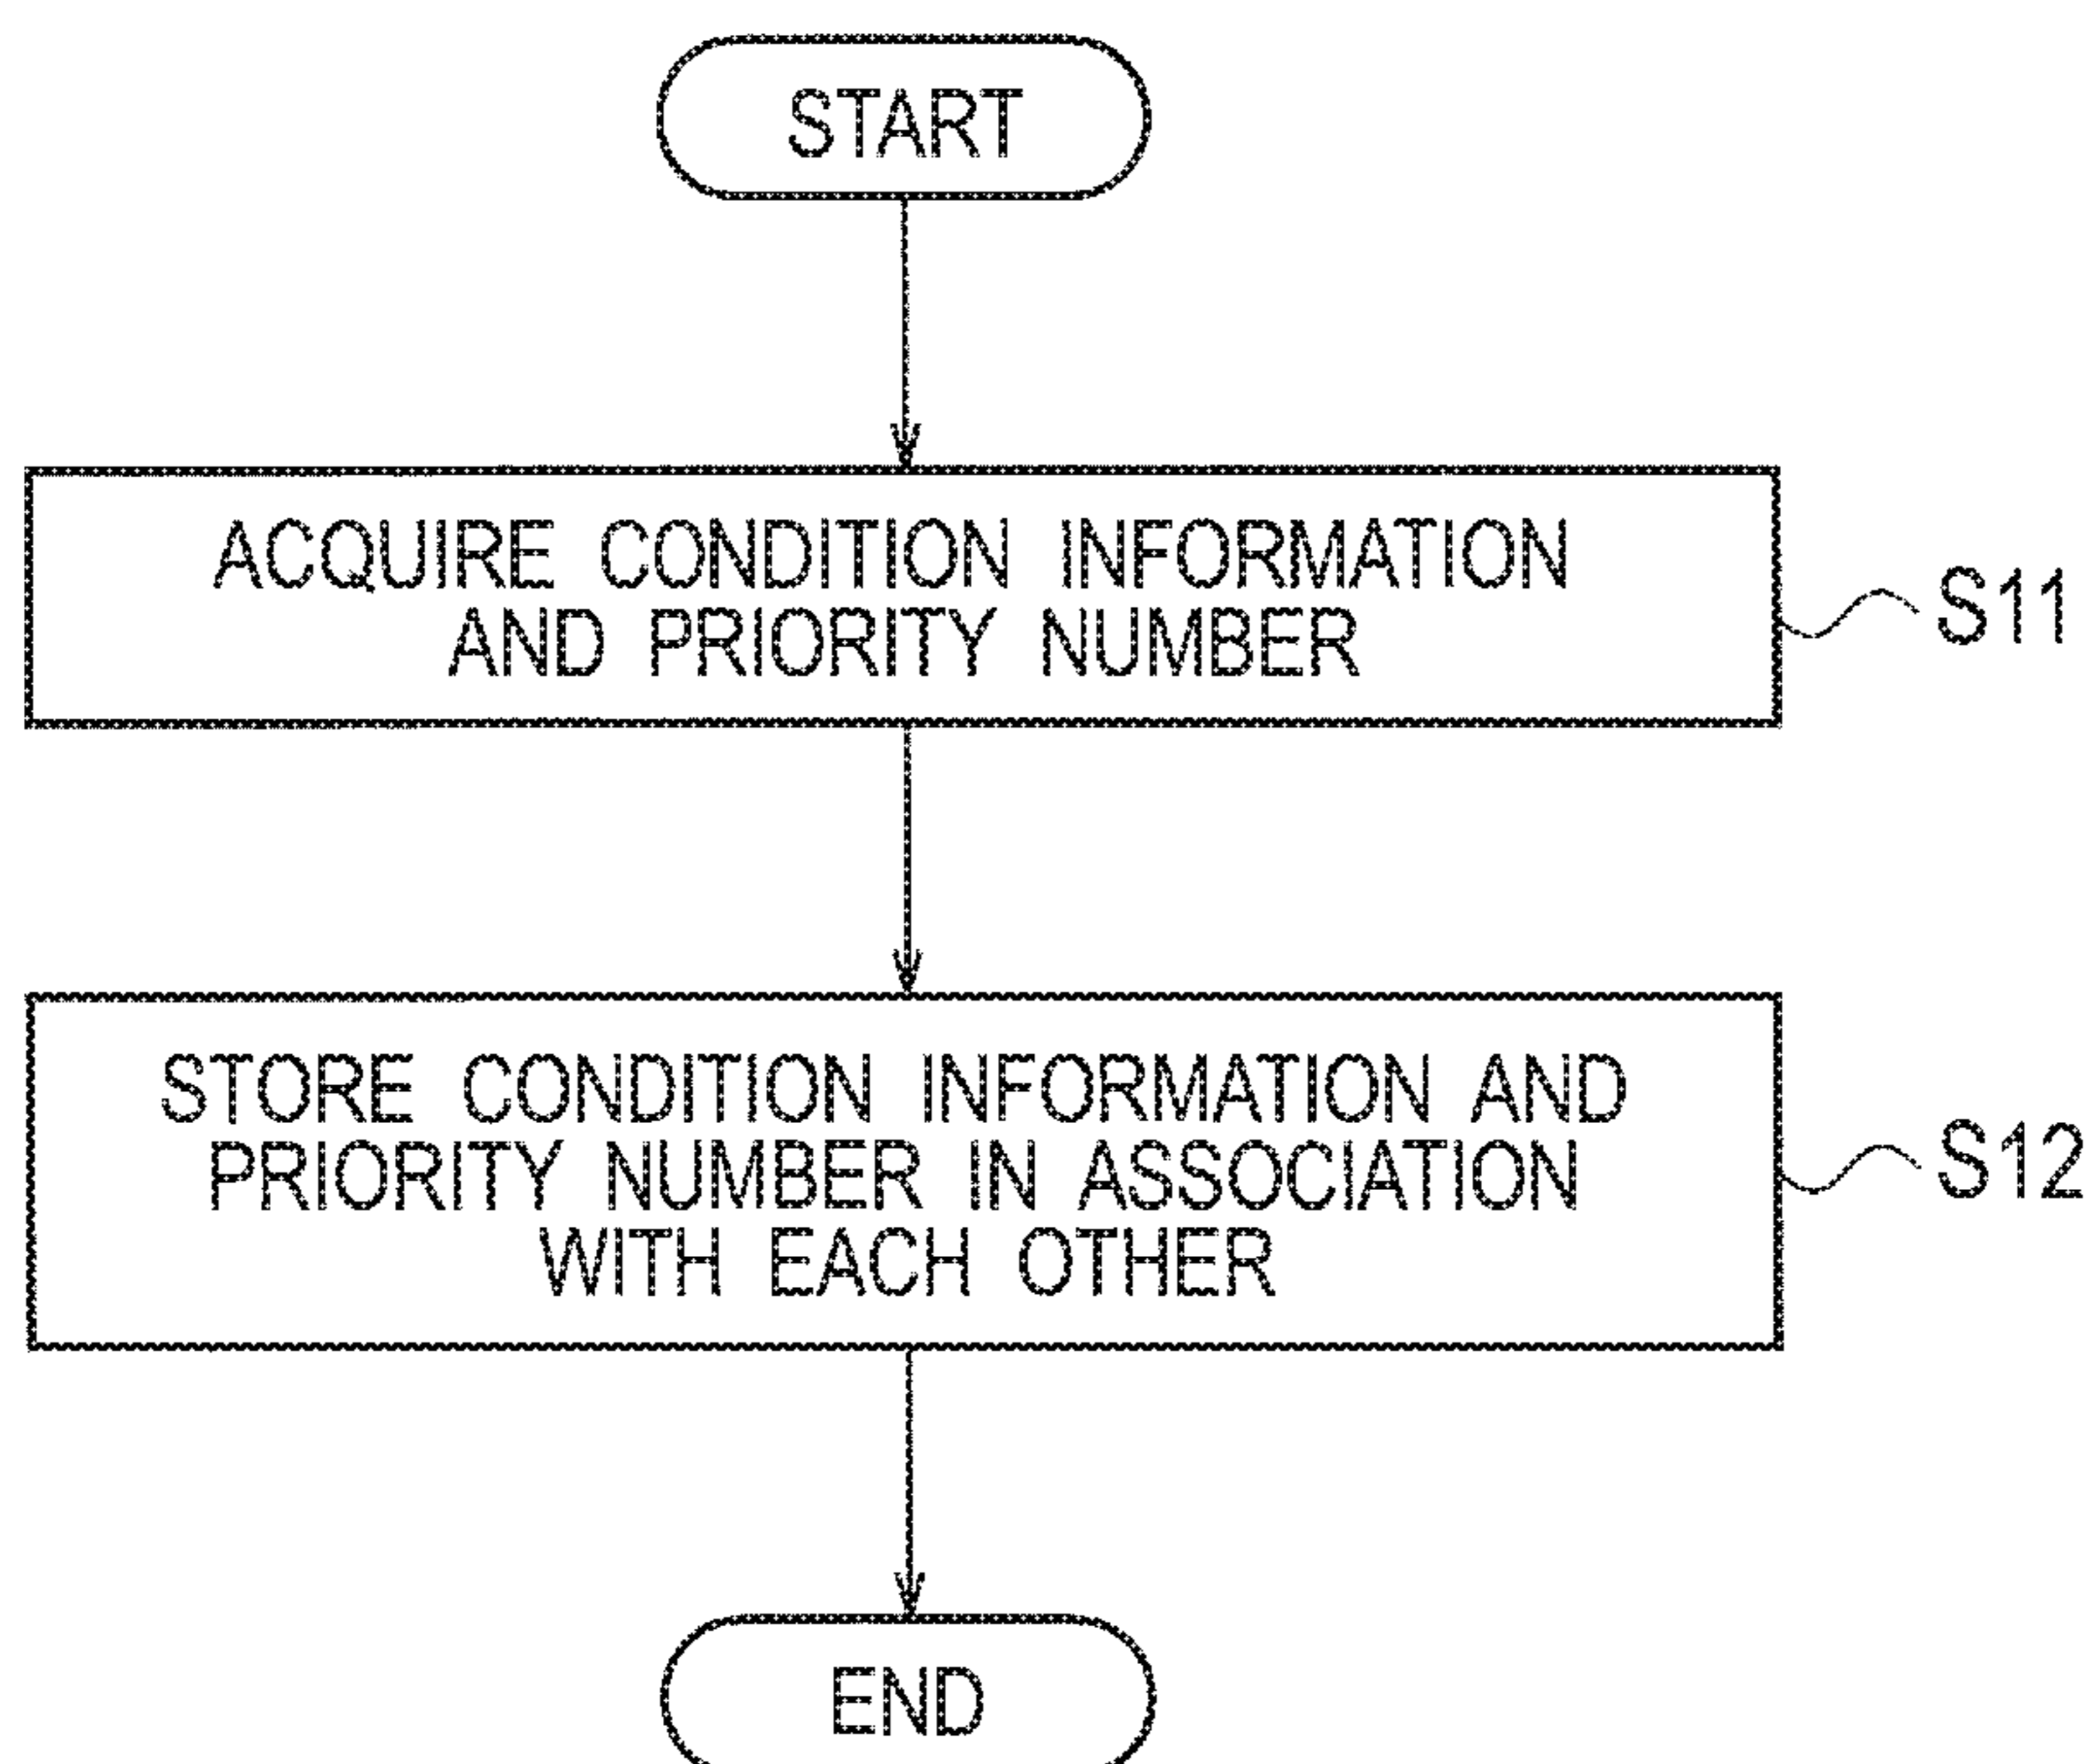 START
ACQUIRE CONDITION INFORMATION
AND PRIORITY NUMBER
S11
STORE CONDITION INFORMATION AND
PRIORITY NUMBER IN ASSOCIATION
WITH EACH OTHER
S12
END